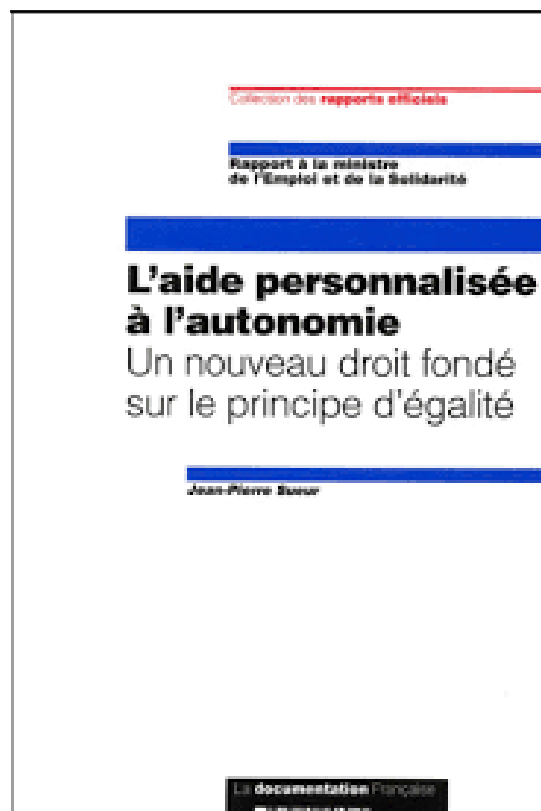 Collection des rapports officiels
Rapport à la ministre
de l'Emploi et de la Solidarité
L'aide personnalisée
à l'autonomie
Un nouveau droit fondé
sur le principe d'égalité
Jean-Pierre Sueur
La documentation Française